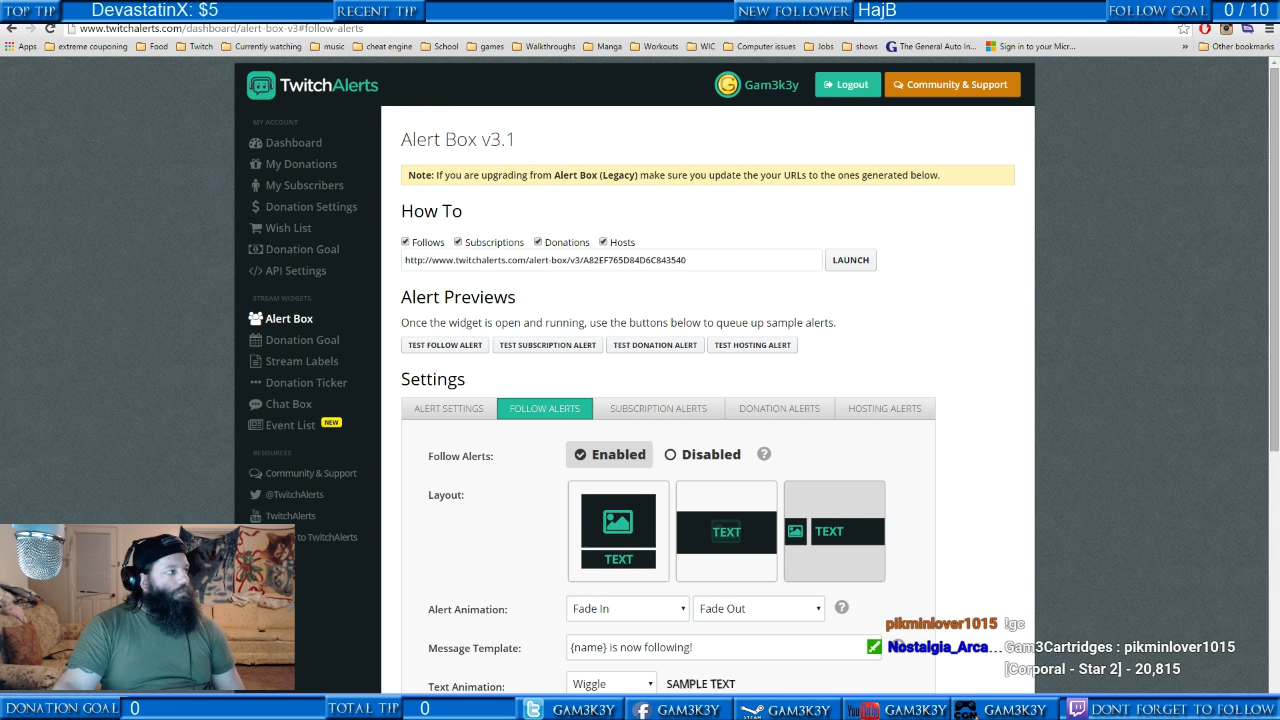 TOP TIP DevastatinX: $5 RECENT TIP NEW FOLLOWER HajB FOLLOW GOAL 0 / 10
www.twitchalerts.com/dashboard/alert-box-v3#follow-alerts
Apps extreme couponing Food Twitch Currently watching music cheat engine School games Walkthroughs Manga Workouts WIC Computer issues Jobs shows The General Auto In... Sign in to your Micr... » Other bookmarks
TwitchAlerts
Gam3k3y Logout Community & Support
MY ACCOUNT
Dashboard
My Donations
My Subscribers
Donation Settings
Wish List
Donation Goal
API Settings
STREAM WIDGETS
Alert Box
Donation Goal
Stream Labels
Donation Ticker
Chat Box
Event List NEW
RESOURCES
Community & Support
@TwitchAlerts
TwitchAlerts
to TwitchAlerts
Alert Box v3.1
Note: If you are upgrading from Alert Box (Legacy) make sure you update the your URLs to the ones generated below.
How To
Follows Subscriptions Donations Hosts
http://www.twitchalerts.com/alert-box/v3/A82EF765D84D6C843540 LAUNCH
Alert Previews
Once the widget is open and running, use the buttons below to queue up sample alerts.
TEST FOLLOW ALERT TEST SUBSCRIPTION ALERT TEST DONATION ALERT TEST HOSTING ALERT
Settings
ALERT SETTINGS FOLLOW ALERTS SUBSCRIPTION ALERTS DONATION ALERTS HOSTING ALERTS
Follow Alerts: Enabled Disabled ?
Layout:
TEXT TEXT TEXT
Alert Animation: Fade In Fade Out ?
Message Template: {name} is now following!
Text Animation: Wiggle SAMPLE TEXT
pikminlover1015 !gc
Nostalgia_Arca... Gam3Cartridges : pikminlover1015
[Corporal - Star 2] - 20,815
DONATION GOAL 0 TOTAL TIP 0 GAM3K3Y GAM3K3Y STEAM GAM3K3Y You GAM3K3Y CGM GAM3K3Y DONT FORGET TO FOLLOW